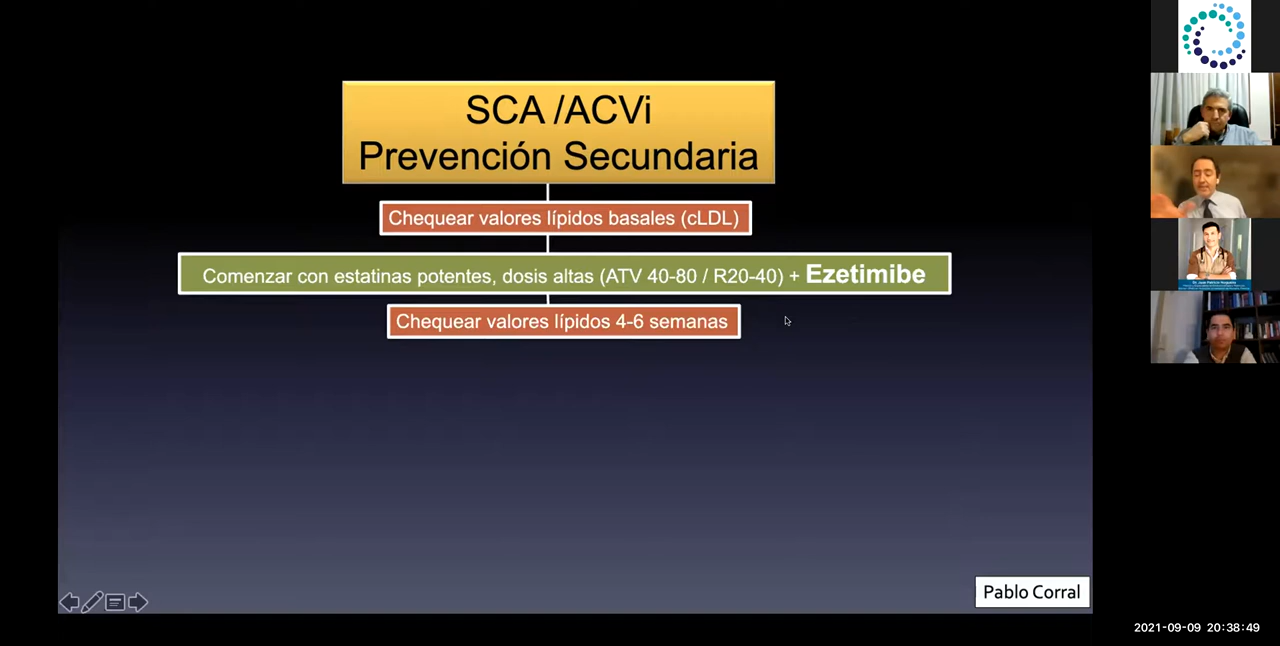 SCA /ACVi
Prevención Secundaria
Chequear valores lípidos basales (cLDL)
Comenzar con estatinas potentes, dosis altas (ATV 40-80 / R20-40) + Ezetimibe
Chequear valores lípidos 4-6 semanas
Pablo Corral
2021-09-09 20:38:49